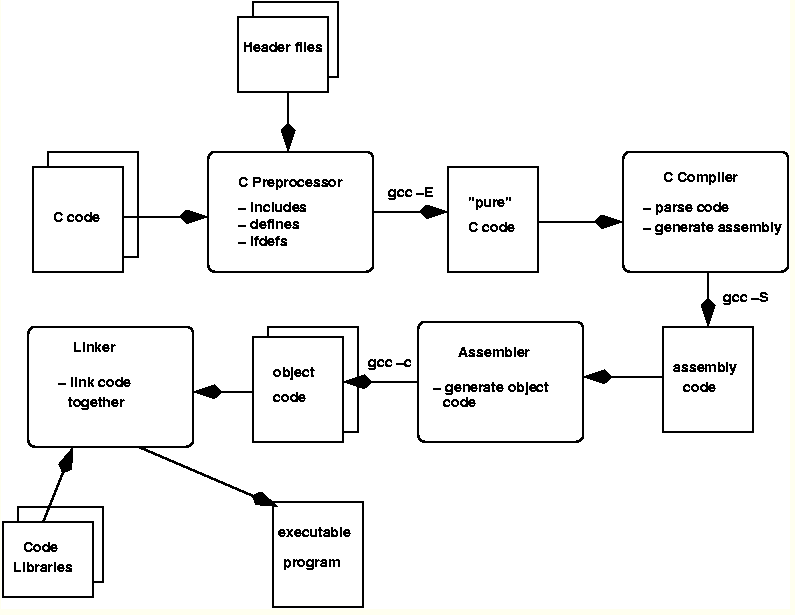 Header files
C code
C Preprocessor
– includes
– defines
– ifdefs
gcc –E
"pure"
C code
C Compiler
– parse code
– generate assembly
gcc –S
Linker
– link code
together
object
code
gcc –c
Assembler
– generate object
code
assembly
code
Code
Libraries
executable
program